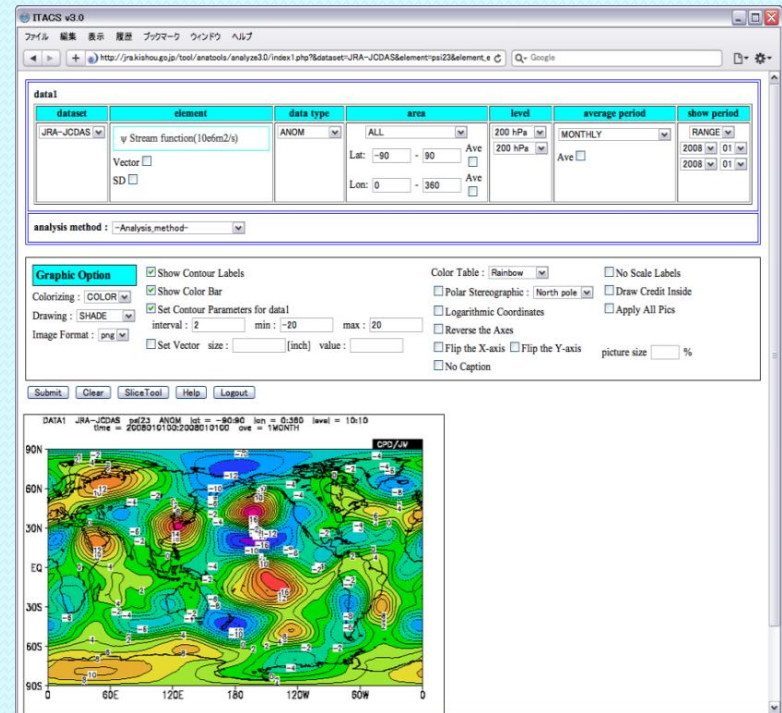 ITACS v3.0
ファイル 編集 表示 履歴 ブックマーク ウィンドウ ヘルプ
http://jra.kishou.go.jp/tool/anatools/analyze3.0/index1.php?&dataset=JRA-JCDAS&element=psi23&element_e Google
data1
dataset element data type area level average period show period
JRA-JCDAS ψ Stream function(10e6m2/s) ANOM ALL 200 hPa MONTHLY RANGE
Vector Lat: -90 - 90 Ave 200 hPa Ave 2008 01
SD Lon: 0 - 360 Ave 2008 01
analysis method : -Analysis_method-
Graphic Option
Colorizing : COLOR
Drawing : SHADE
Image Format : png
Show Contour Labels
Show Color Bar
Set Contour Parameters for data1
interval : 2 min : -20 max : 20
Set Vector size : [inch] value :
Color Table : Rainbow
Polar Stereographic : North pole
Logarithmic Coordinates
Reverse the Axes
Flip the X-axis Flip the Y-axis
No Caption
No Scale Labels
Draw Credit Inside
Apply All Pics
picture size %
Submit Clear SliceTool Help Logout
DATA1 JRA-JCDAS psi23 ANOM lat = -90:90 lon = 0:360 level = 10:10
time = 2008010100:2008010100 ave = 1MONTH
CPD/JMA
90N
60N
30N
EQ
30S
60S
90S
0 60E 120E 180 120W 60W 0